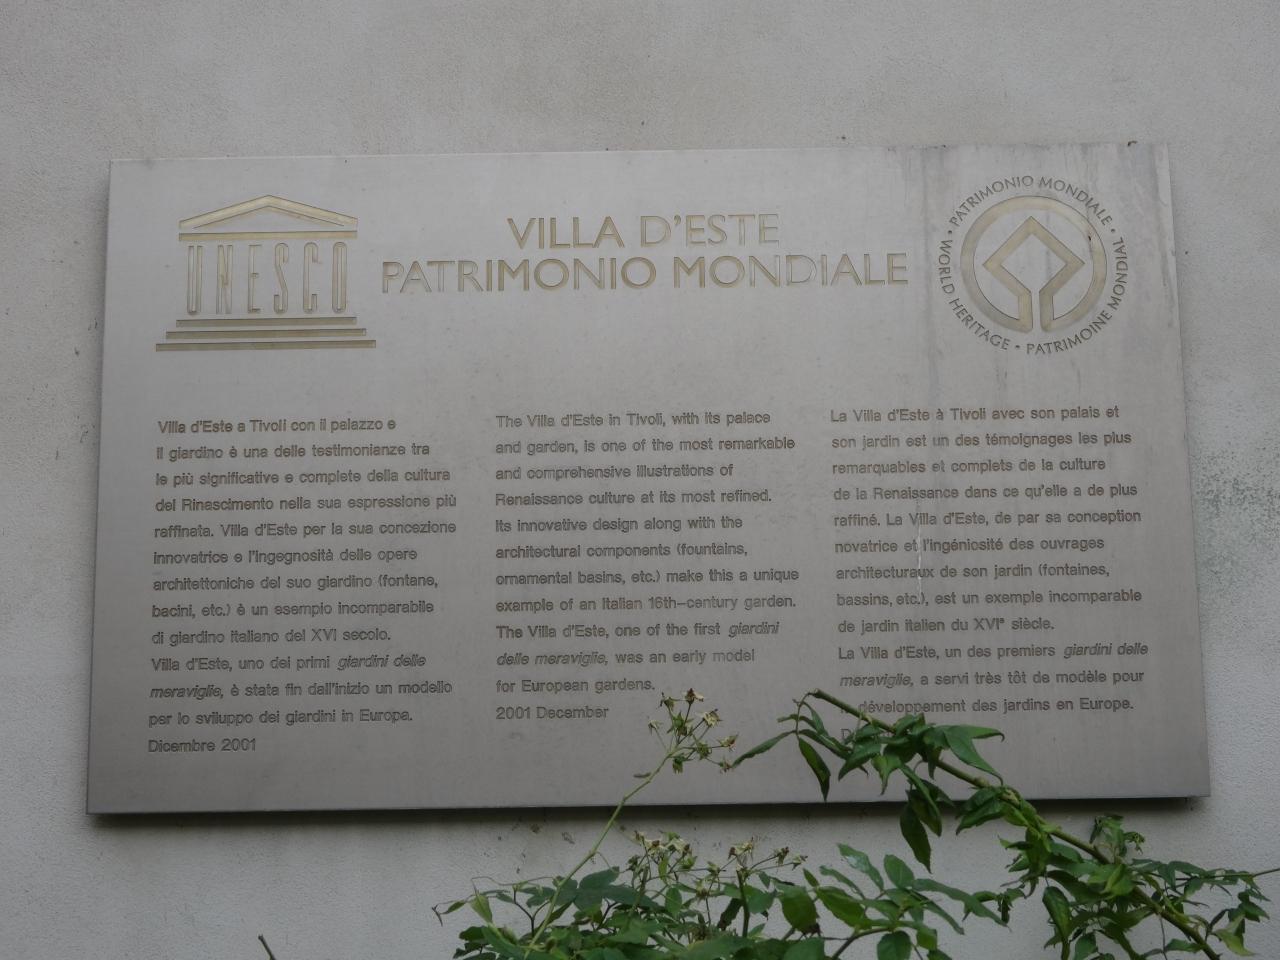 UNESCO
VILLA D'ESTE
PATRIMONIO MONDIALE
• PATRIMONIO MONDIALE • WORLD HERITAGE • PATRIMOINE MONDIAL
Villa d'Este a Tivoli con il palazzo e
il giardino è una delle testimonianze tra
le più significative e complete della cultura
del Rinascimento nella sua espressione più
raffinata. Villa d'Este per la sua concezione
innovatrice e l'ingegnosità delle opere
architettoniche del suo giardino (fontane,
bacini, etc.) è un esempio incomparabile
di giardino italiano del XVI secolo.
Villa d'Este, uno dei primi giardini delle
meraviglie, è stata fin dall'inizio un modello
per lo sviluppo dei giardini in Europa.
Dicembre 2001
The Villa d'Este in Tivoli, with its palace
and garden, is one of the most remarkable
and comprehensive illustrations of
Renaissance culture at its most refined.
Its innovative design along with the
architectural components (fountains,
ornamental basins, etc.) make this a unique
example of an Italian 16th-century garden.
The Villa d'Este, one of the first giardini
delle meraviglie, was an early model
for European gardens.
2001 December
La Villa d'Este à Tivoli avec son palais et
son jardin est un des témoignages les plus
remarquables et complets de la culture
de la Renaissance dans ce qu'elle a de plus
raffiné. La Villa d'Este, de par sa conception
novatrice et l'ingéniosité des ouvrages
architecturaux de son jardin (fontaines,
bassins, etc.), est un exemple incomparable
de jardin italien du XVIe siècle.
La Villa d'Este, un des premiers giardini delle
meraviglie, a servi très tôt de modèle pour
développement des jardins en Europe.